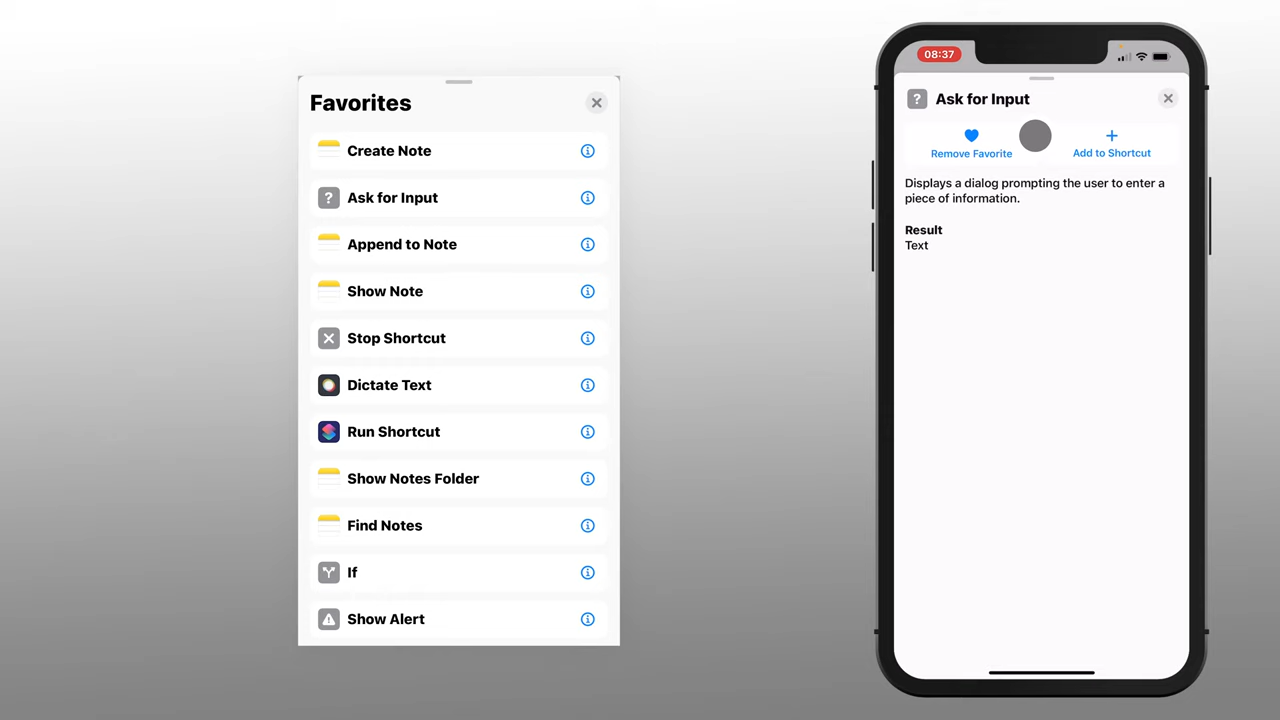 Favorites
Create Note
Ask for Input
Append to Note
Show Note
Stop Shortcut
Dictate Text
Run Shortcut
Show Notes Folder
Find Notes
If
Show Alert
08:37
Ask for Input
Remove Favorite
Add to Shortcut
Displays a dialog prompting the user to enter a
piece of information.
Result
Text